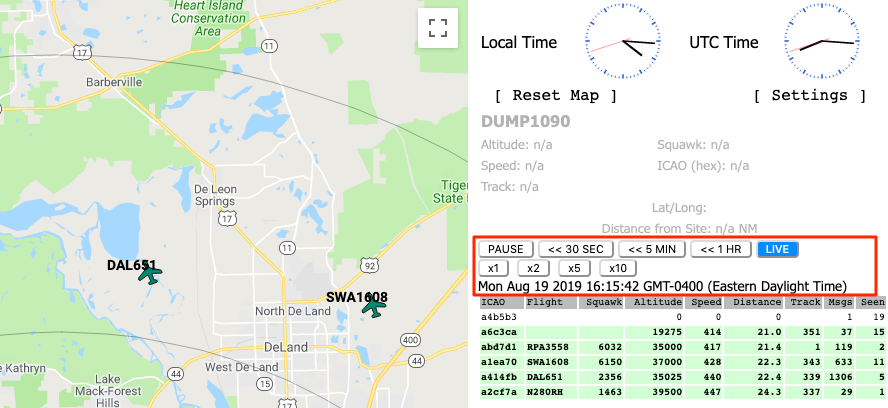 Heart Island
Conservation
Area
11
17
Barberville
De Leon
Springs
17
Tiger
State
11
DAL651
92
SWA1608
North De Land
DeLand
400
44
West De Land
Kathryn
Lake
Mack-Forest
Hills
44
15
44
Local Time
UTC Time
[ Reset Map ]
[ Settings ]
DUMP1090
Altitude: n/a
Squawk: n/a
Speed: n/a
ICAO (hex): n/a
Track: n/a
Lat/Long:
Distance from Site: n/a NM
PAUSE << 30 SEC << 5 MIN << 1 HR LIVE
x1 x2 x5 x10
Mon Aug 19 2019 16:15:42 GMT-0400 (Eastern Daylight Time)
ICAO Flight Squawk Altitude Speed Distance Track Msgs Seen
a4b5b3 0 0 0 1 19
a6c3ca 19275 414 21.0 351 37 15
abd7d1 RPA3558 6032 35000 417 21.4 1 119 2
a1ea70 SWA1608 6150 37000 428 22.3 343 633 11
a414fb DAL651 2356 35025 440 22.4 339 1306 5
a2cf7a N280RH 1463 39500 447 24.3 337 29 1